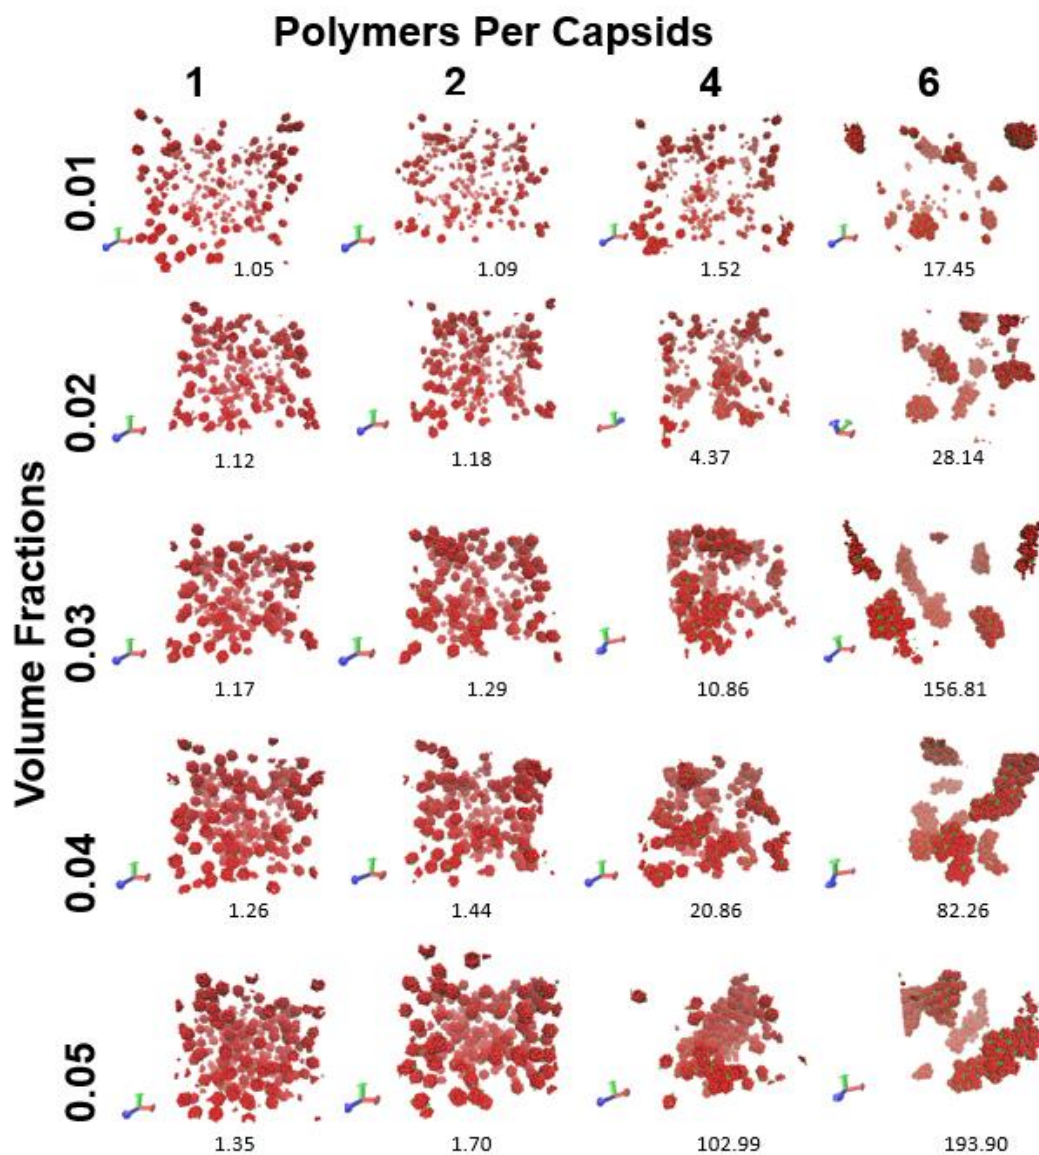 Polymers Per Capsids
1 2 4 6
Volume Fractions
0.01
1.05 1.09 1.52 17.45
0.02
1.12 1.18 4.37 28.14
0.03
1.17 1.29 10.86 156.81
0.04
1.26 1.44 20.86 82.26
0.05
1.35 1.70 102.99 193.90